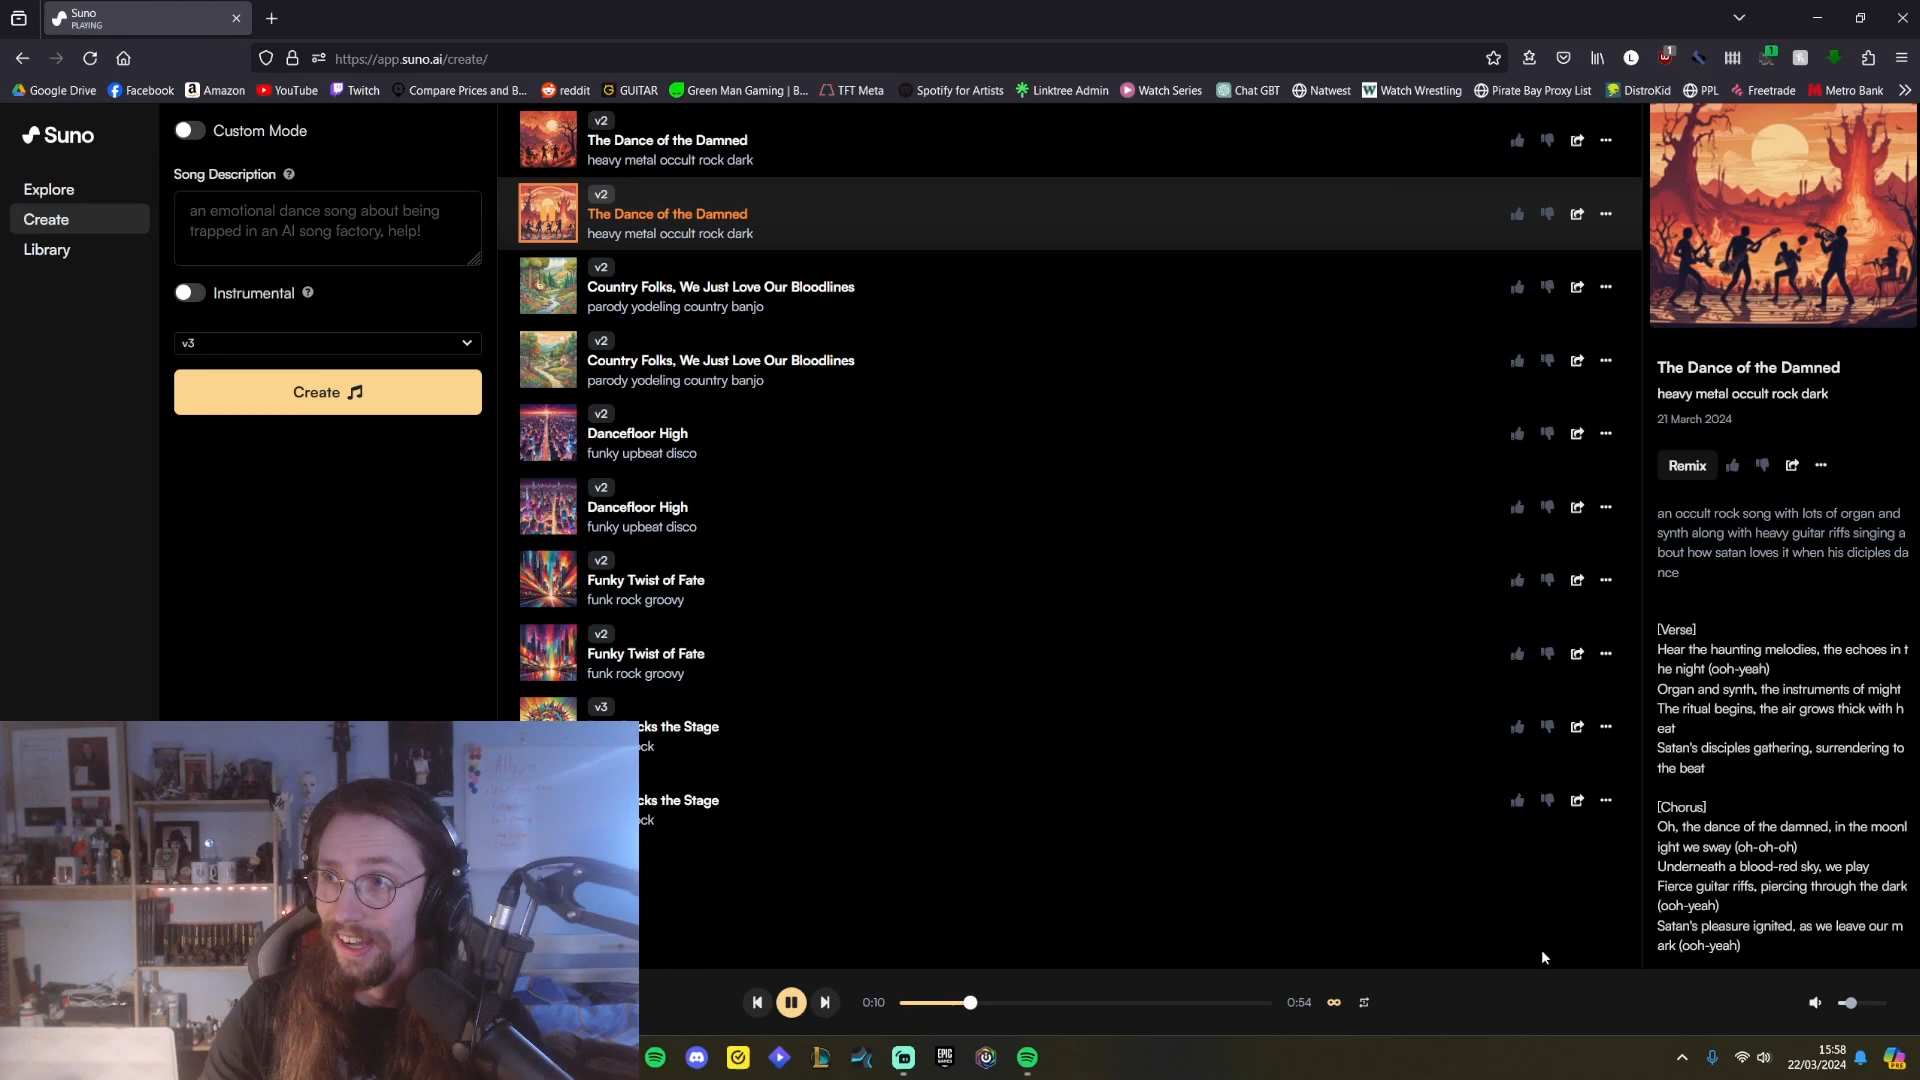 Suno
PLAYING
https://app.suno.ai/create/
1
1
Google Drive
Facebook
Amazon
YouTube
Twitch
Compare Prices and B...
reddit
GUITAR
Green Man Gaming | B...
TFT Meta
Spotify for Artists
Linktree Admin
Watch Series
Chat GBT
Natwest
Watch Wrestling
Pirate Bay Proxy List
DistroKid
PPL
Freetrade
Metro Bank
Suno
Explore
Create
Library
Custom Mode
Song Description
an emotional dance song about being
trapped in an AI song factory, help!
Instrumental
v3
Create
v2
The Dance of the Damned
heavy metal occult rock dark
v2
The Dance of the Damned
heavy metal occult rock dark
v2
Country Folks, We Just Love Our Bloodlines
parody yodeling country banjo
v2
Country Folks, We Just Love Our Bloodlines
parody yodeling country banjo
v2
Dancefloor High
funky upbeat disco
v2
Dancefloor High
funky upbeat disco
v2
Funky Twist of Fate
funk rock groovy
v2
Funky Twist of Fate
funk rock groovy
v3
cks the Stage
ck
cks the Stage
ck
The Dance of the Damned
heavy metal occult rock dark
21 March 2024
Remix
an occult rock song with lots of organ and
synth along with heavy guitar riffs singing a
bout how satan loves it when his diciples da
nce
[Verse]
Hear the haunting melodies, the echoes in t
he night (ooh-yeah)
Organ and synth, the instruments of might
The ritual begins, the air grows thick with h
eat
Satan's disciples gathering, surrendering to
the beat
[Chorus]
Oh, the dance of the damned, in the moonl
ight we sway (oh-oh-oh)
Underneath a blood-red sky, we play
Fierce guitar riffs, piercing through the dark
(ooh-yeah)
Satan's pleasure ignited, as we leave our m
ark (ooh-yeah)
0:10
0:54
EPIC
GAMES
15:58
22/03/2024
PRE